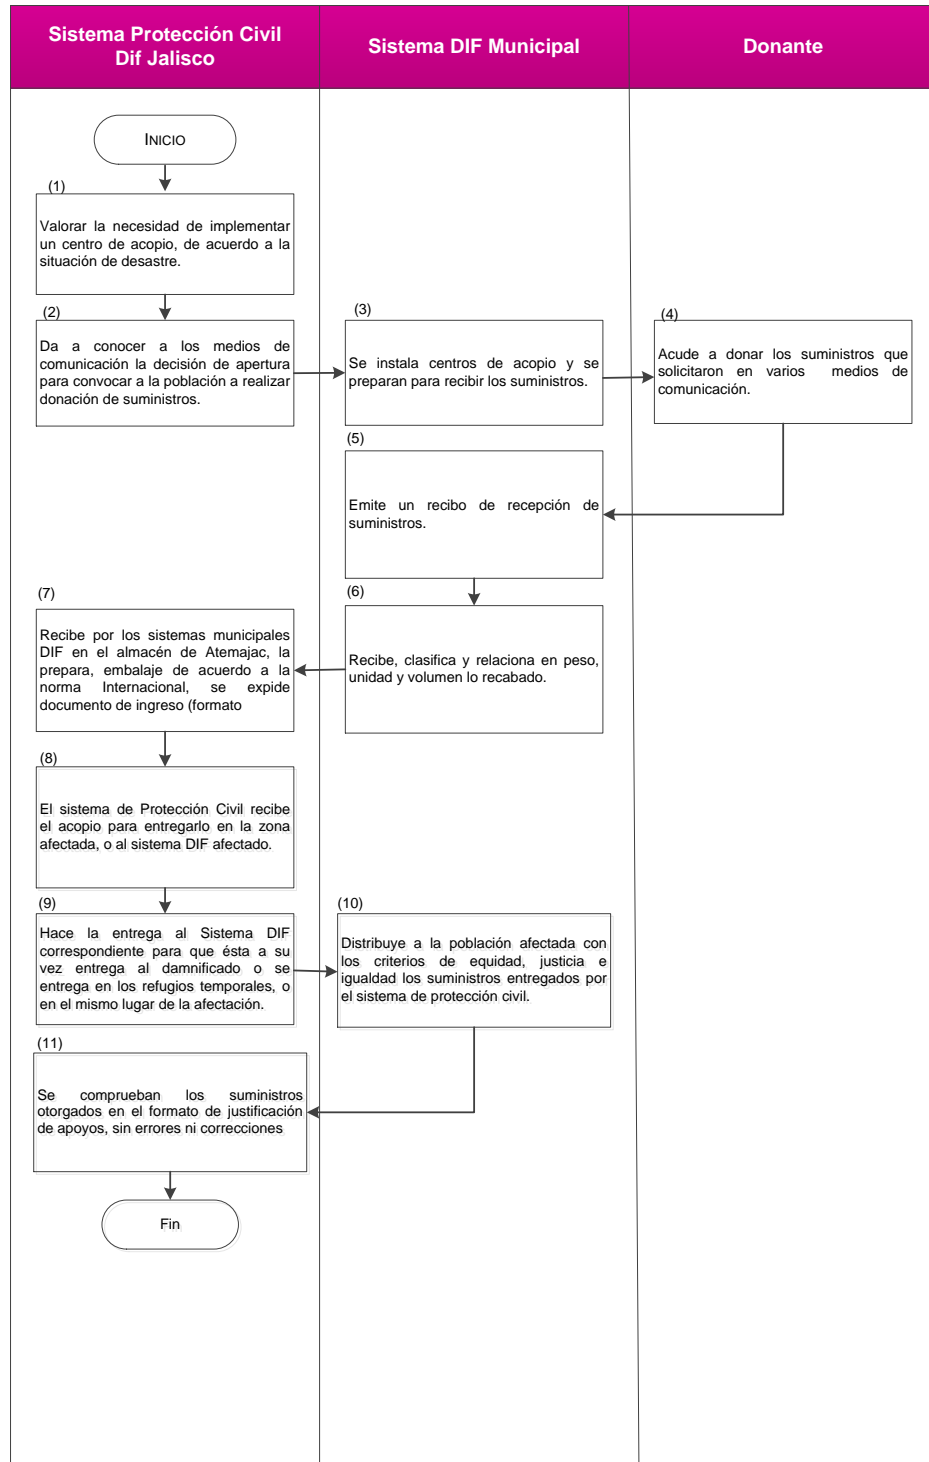 Sistema Protección Civil
Dif Jalisco
Sistema DIF Municipal
Donante
INICIO
(1)
Valorar la necesidad de implementar
un centro de acopio, de acuerdo a la
situación de desastre.
(2)
Da a conocer a los medios de
comunicación la decisión de apertura
para convocar a la población a realizar
donación de suministros.
(3)
Se instala centros de acopio y se
preparan para recibir los suministros.
(4)
Acude a donar los suministros que
solicitaron en varios medios de
comunicación.
(5)
Emite un recibo de recepción de
suministros.
(6)
Recibe, clasifica y relaciona en peso,
unidad y volumen lo recabado.
(7)
Recibe por los sistemas municipales
DIF en el almacén de Atemajac, la
prepara, embalaje de acuerdo a la
norma Internacional, se expide
documento de ingreso (formato
(8)
El sistema de Protección Civil recibe
el acopio para entregarlo en la zona
afectada, o al sistema DIF afectado.
(9)
Hace la entrega al Sistema DIF
correspondiente para que ésta a su
vez entrega al damnificado o se
entrega en los refugios temporales, o
en el mismo lugar de la afectación.
(10)
Distribuye a la población afectada con
los criterios de equidad, justicia e
igualdad los suministros entregados por
el sistema de protección civil.
(11)
Se comprueban los suministros
otorgados en el formato de justificación
de apoyos, sin errores ni correcciones
Fin